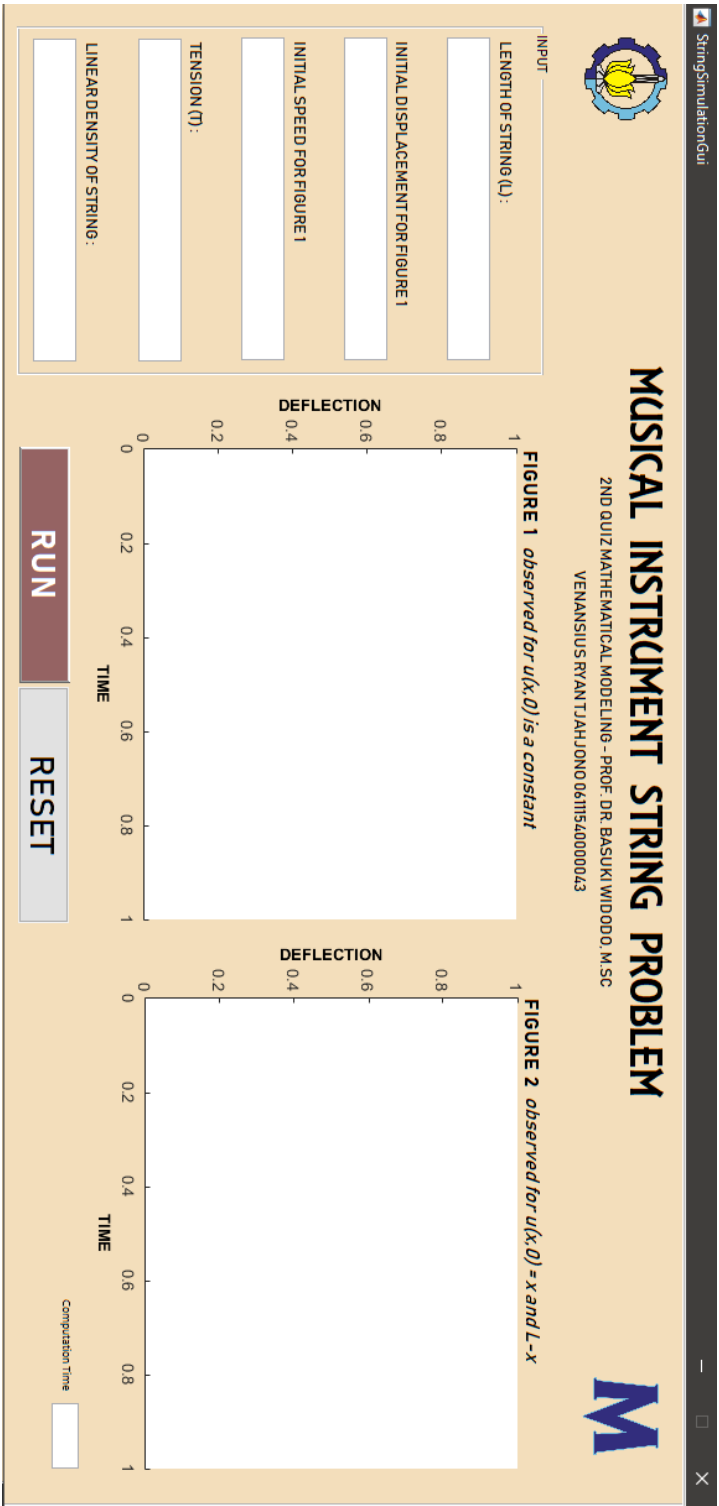 StringSimulationGui
MUSICAL INSTRUMENT STRING PROBLEM
2ND QUIZ MATHEMATICAL MODELING - PROF. DR. BASUKI WIDODO, M.SC
VENANSIUS RYAN TJAHJONO 06111540000043
M
INPUT
LENGTH OF STRING (L) :
INITIAL DISPLACEMENT FOR FIGURE 1
INITIAL SPEED FOR FIGURE 1
TENSION (T) :
LINEAR DENSITY OF STRING :
FIGURE 1 observed for u(x,0) is a constant
DEFLECTION
1
0.8
0.6
0.4
0.2
0
0 0.2 0.4 0.6 0.8 1
TIME
FIGURE 2 observed for u(x,0) = x and L-x
DEFLECTION
1
0.8
0.6
0.4
0.2
0
0 0.2 0.4 0.6 0.8 1
TIME
RUN
RESET
Computation Time